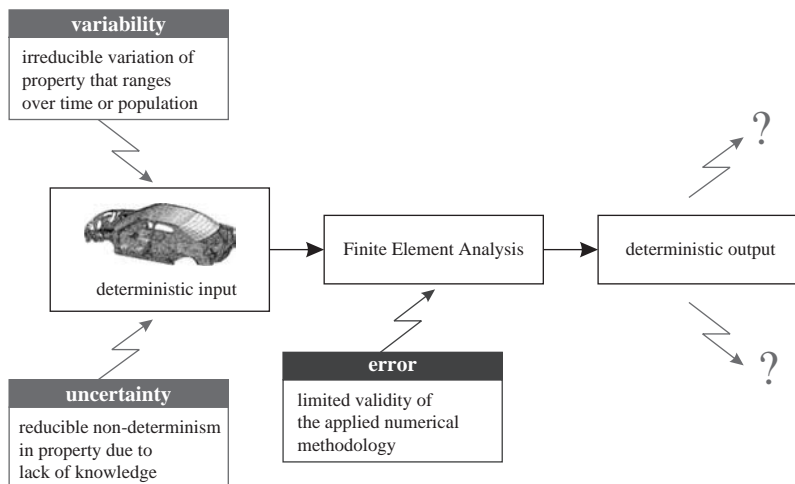 variability
irreducible variation of
property that ranges
over time or population
?
deterministic input
Finite Element Analysis
deterministic output
uncertainty
reducible non-determinism
in property due to
lack of knowledge
error
limited validity of
the applied numerical
methodology
?